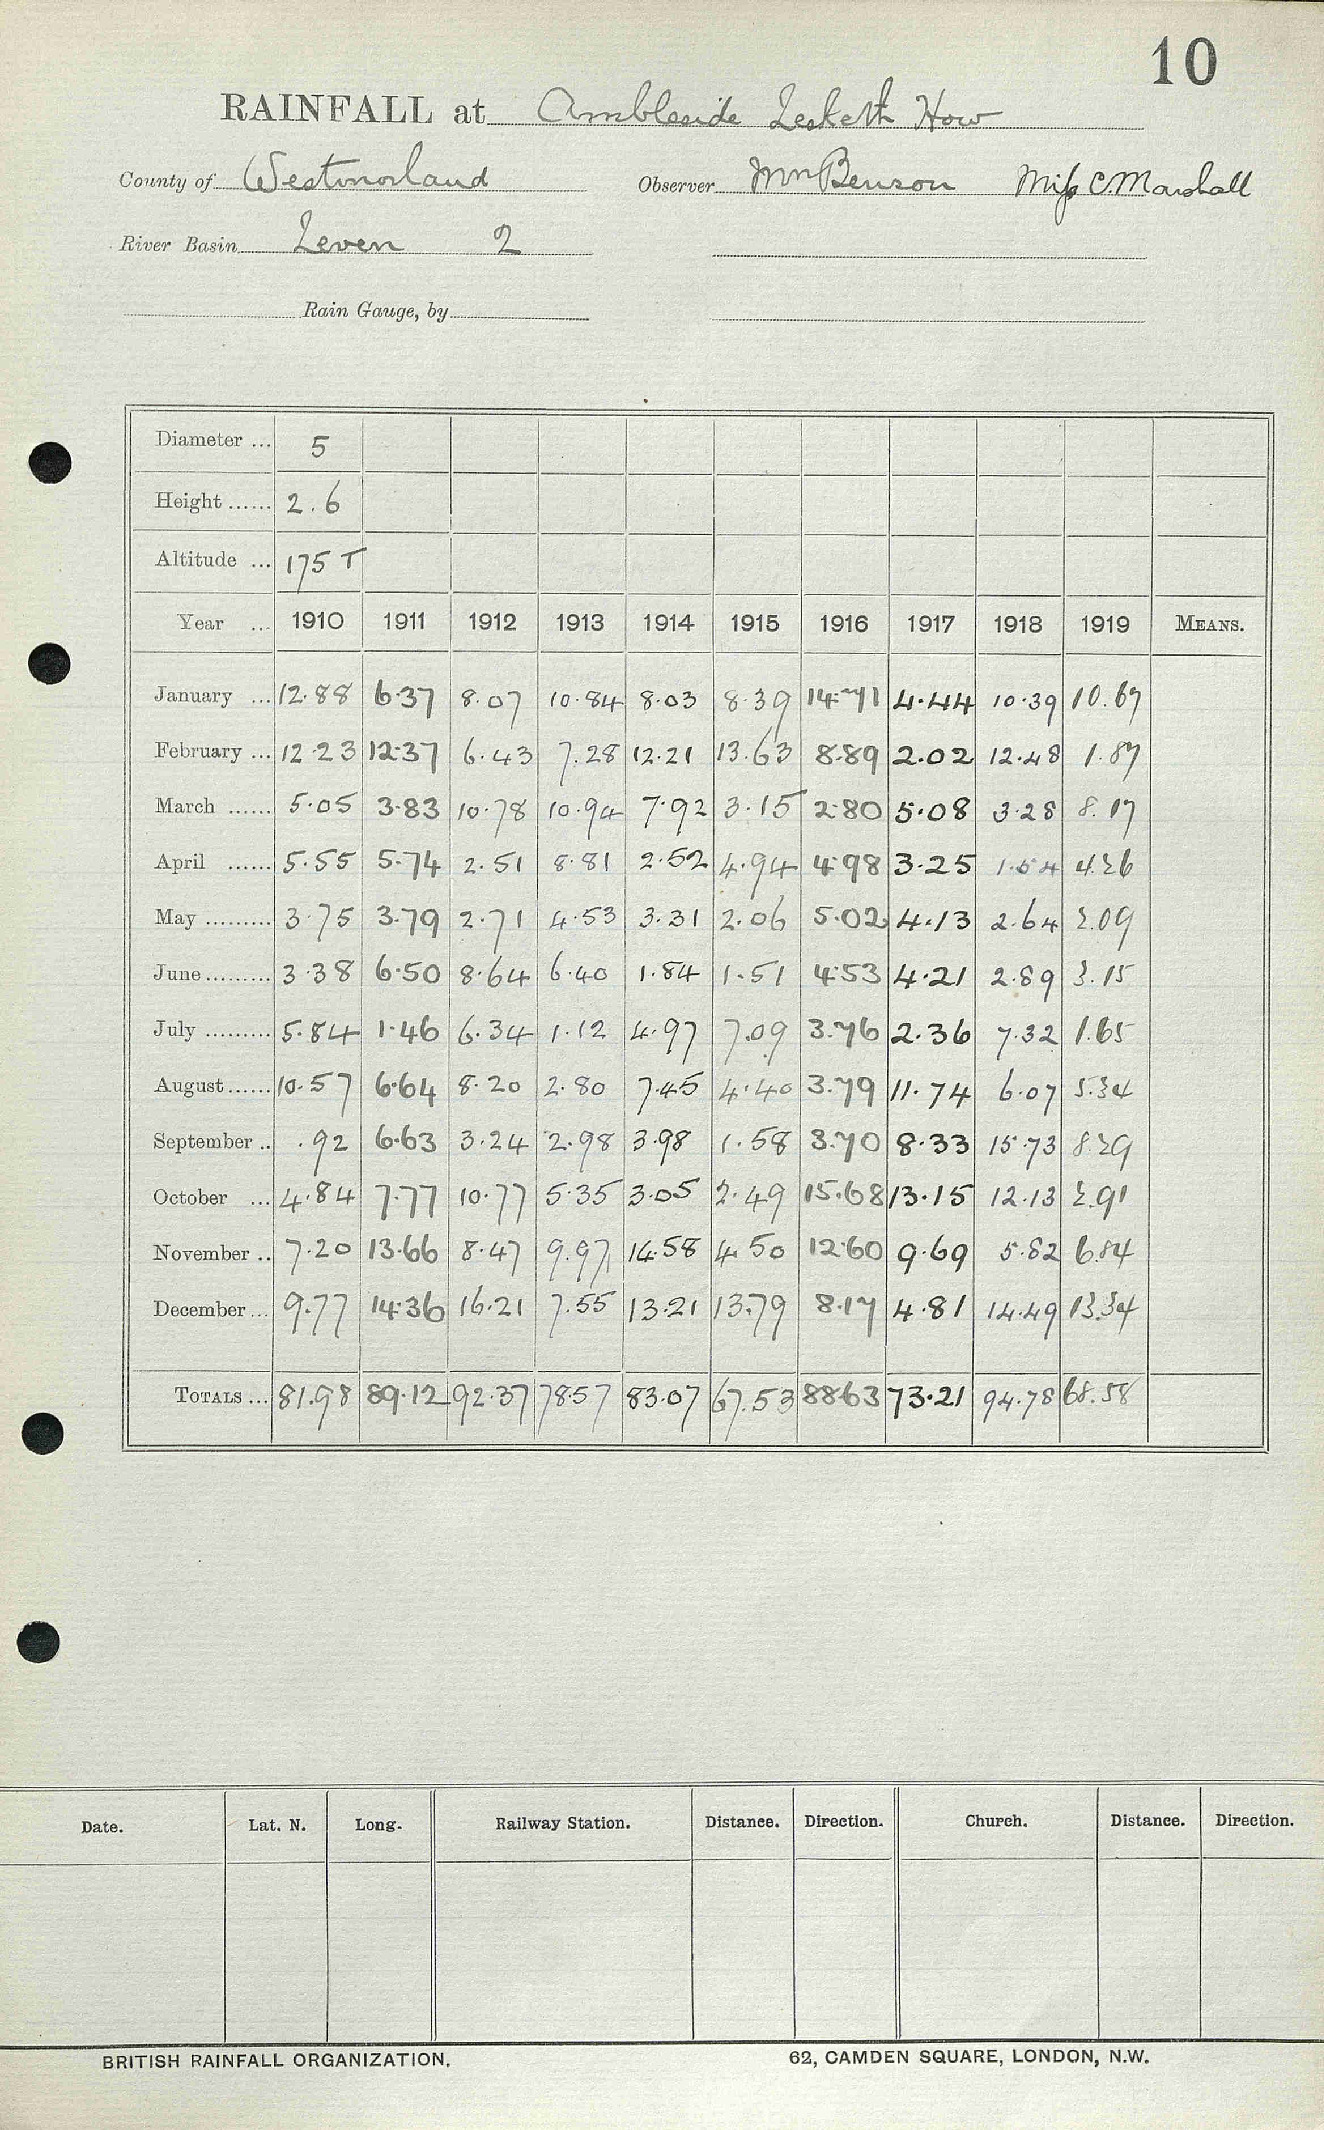 10
RAINFALL at Ambleside Lesketh How
County of Westmorland Observer Mrs Benson Miss C Marshall
River Basin Leven 2
Rain Gauge, by
Diameter ... 5
Height ...... 2.6
Altitude ... 175 T
Year ... 1910 1911 1912 1913 1914 1915 1916 1917 1918 1919 MEANS.
January ... 12.88 6.37 8.07 10.84 8.03 8.39 14.71 4.44 10.39 10.67
February ... 12.23 12.37 6.43 7.28 12.21 13.63 8.89 2.02 12.48 1.87
March ...... 5.05 3.83 10.78 10.94 7.92 3.15 2.80 5.08 3.28 8.17
April ...... 5.55 5.74 2.51 8.81 2.52 4.94 4.98 3.25 1.54 4.26
May ......... 3.75 3.79 2.71 4.53 3.31 2.06 5.02 4.13 2.64 2.09
June ......... 3.38 6.50 8.64 6.40 1.84 1.51 4.53 4.21 2.89 3.15
July ......... 5.84 1.46 6.34 1.12 4.97 7.09 3.76 2.36 7.32 1.65
August ...... 10.57 6.64 8.20 2.80 7.45 4.40 3.79 11.74 6.07 5.34
September .. .92 6.63 3.24 2.98 3.98 1.58 3.70 8.33 15.73 8.29
October ... 4.84 7.77 10.77 5.35 3.05 2.49 15.68 13.15 12.13 2.91
November .. 7.20 13.66 8.47 9.97 14.58 4.50 12.60 9.69 5.82 6.84
December ... 9.77 14.36 16.21 7.55 13.21 13.79 8.17 4.81 14.49 13.34
TOTALS ... 81.98 89.12 92.37 78.57 83.07 67.53 88.63 73.21 94.78 68.58
Date. Lat. N. Long. Railway Station. Distance. Direction. Church. Distance. Direction.
BRITISH RAINFALL ORGANIZATION. 62, CAMDEN SQUARE, LONDON, N.W.